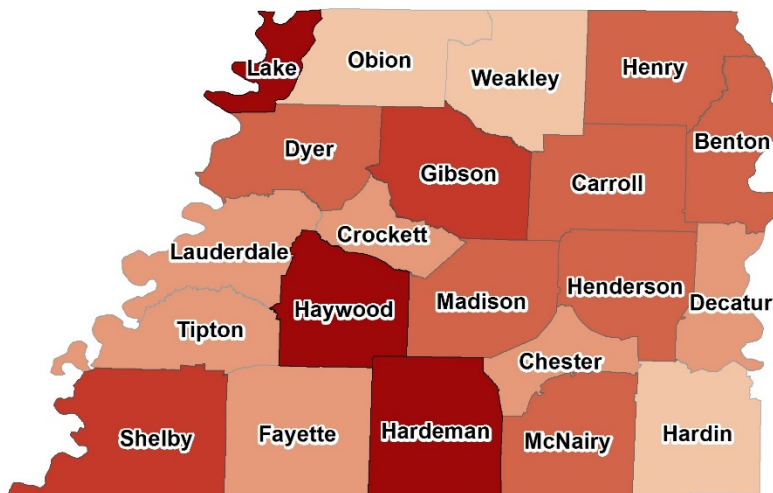 Lake
Obion
Weakley
Henry
Benton
Dyer
Gibson
Carroll
Crockett
Lauderdale
Haywood
Madison
Henderson
Decatur
Tipton
Chester
Shelby
Fayette
Hardeman
McNairy
Hardin